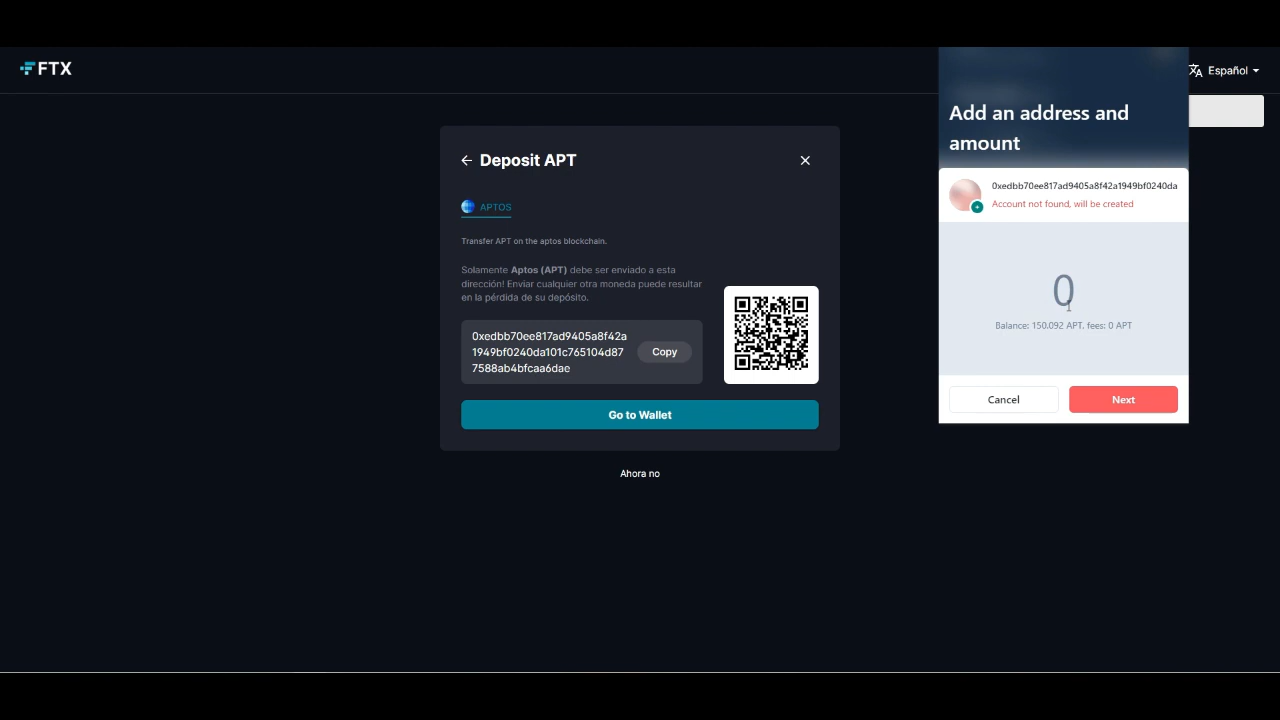 FTX
Español
Deposit APT
APTOS
Transfer APT on the aptos blockchain.
Solamente Aptos (APT) debe ser enviado a esta
dirección! Enviar cualquier otra moneda puede resultar
en la pérdida de su depósito.
0xedbb70ee817ad9405a8f42a
1949bf0240da101c765104d87
7588ab4bfcaa6dae
Copy
Go to Wallet
Ahora no
Add an address and
amount
0xedbb70ee817ad9405a8f42a1949bf0240da
Account not found, will be created
0
Balance: 150.092 APT, fees: 0 APT
Cancel
Next